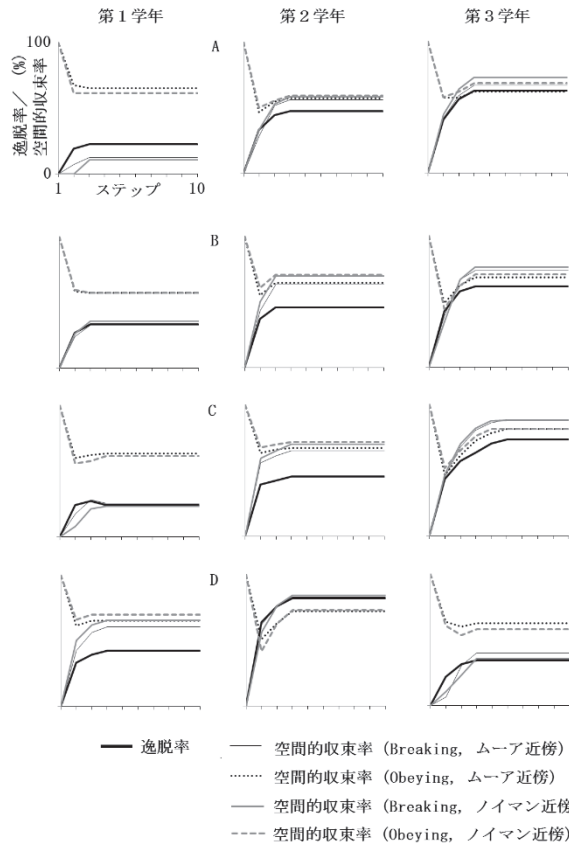 第1学年
第2学年
第3学年
逸脱率／
空間的収束率
(%)
100
0
1
ステップ
10
A
B
C
D
逸脱率
空間的収束率 (Breaking, ムーア近傍)
空間的収束率 (Obeying, ムーア近傍)
空間的収束率 (Breaking, ノイマン近傍
空間的収束率 (Obeying, ノイマン近傍)